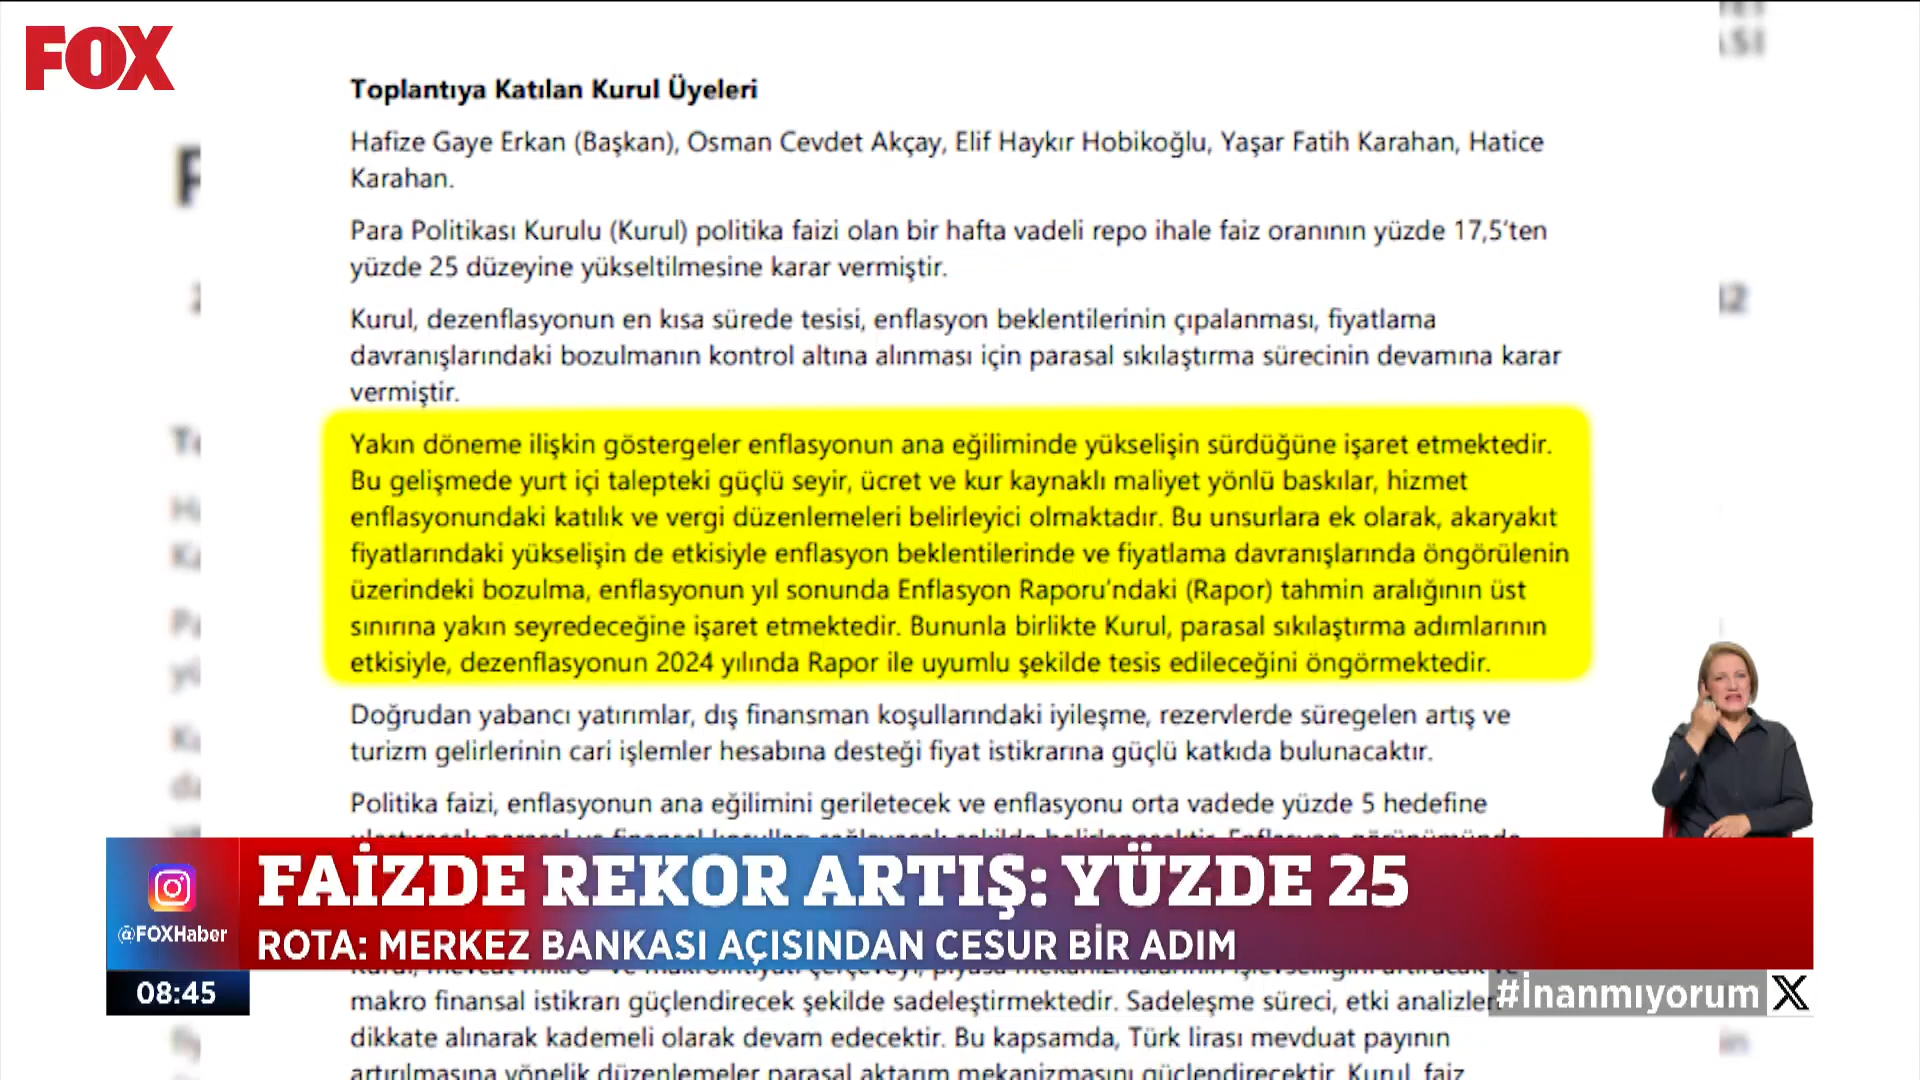 FOX
Toplantıya Katılan Kurul Üyeleri
Hafize Gaye Erkan (Başkan), Osman Cevdet Akçay, Elif Haykır Hobikoğlu, Yaşar Fatih Karahan, Hatice
Karahan.
Para Politikası Kurulu (Kurul) politika faizi olan bir hafta vadeli repo ihale faiz oranının yüzde 17,5’ten
yüzde 25 düzeyine yükseltilmesine karar vermiştir.
Kurul, dezenflasyonun en kısa sürede tesisi, enflasyon beklentilerinin çıpalanması, fiyatlama
davranışlarındaki bozulmanın kontrol altına alınması için parasal sıkılaştırma sürecinin devamına karar
vermiştir.
Yakın döneme ilişkin göstergeler enflasyonun ana eğiliminde yükselişin sürdüğüne işaret etmektedir.
Bu gelişmede yurt içi talepteki güçlü seyir, ücret ve kur kaynaklı maliyet yönlü baskılar, hizmet
enflasyonundaki katılık ve vergi düzenlemeleri belirleyici olmaktadır. Bu unsurlara ek olarak, akaryakıt
fiyatlarındaki yükselişin de etkisiyle enflasyon beklentilerinde ve fiyatlama davranışlarında öngörülenin
üzerindeki bozulma, enflasyonun yıl sonunda Enflasyon Raporu’ndaki (Rapor) tahmin aralığının üst
sınırına yakın seyredeceğine işaret etmektedir. Bununla birlikte Kurul, parasal sıkılaştırma adımlarının
etkisiyle, dezenflasyonun 2024 yılında Rapor ile uyumlu şekilde tesis edileceğini öngörmektedir.
Doğrudan yabancı yatırımlar, dış finansman koşullarındaki iyileşme, rezervlerde süregelen artış ve
turizm gelirlerinin cari işlemler hesabına desteği fiyat istikrarına güçlü katkıda bulunacaktır.
Politika faizi, enflasyonun ana eğilimini geriletecek ve enflasyonu orta vadede yüzde 5 hedefine
FAİZDE REKOR ARTIŞ: YÜZDE 25
@FOXHaber
ROTA: MERKEZ BANKASI AÇISINDAN CESUR BİR ADIM
08:45
#inanmıyorum X
makro finansal istikrarı güçlendirecek şekilde sadeleştirmektedir. Sadeleşme süreci, etki analizleri
dikkate alınarak kademeli olarak devam edecektir. Bu kapsamda, Türk lirası mevduat payının
artırılmasına yönelik düzenlemeler parasal aktarım mekanizmasını güçlendirecektir. Kurul, faiz